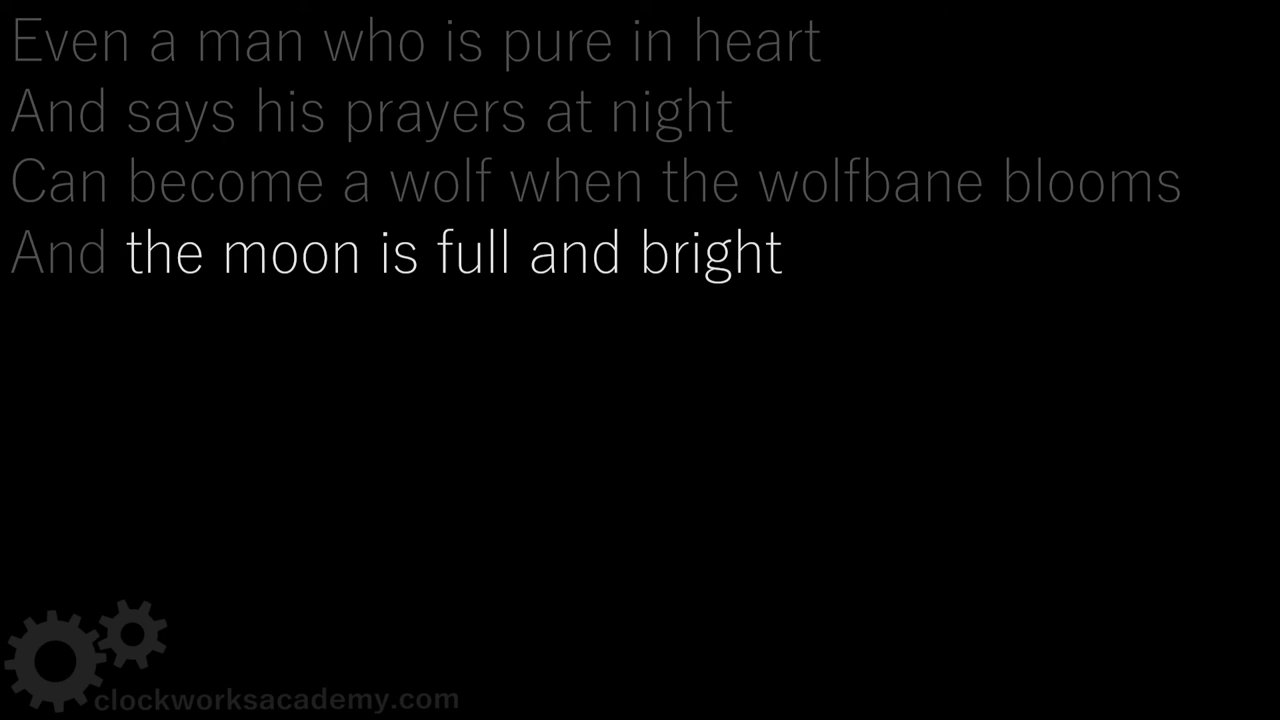 Even a man who is pure in heart
And says his prayers at night
Can become a wolf when the wolfbane blooms
And the moon is full and bright
clockworksacademy.com